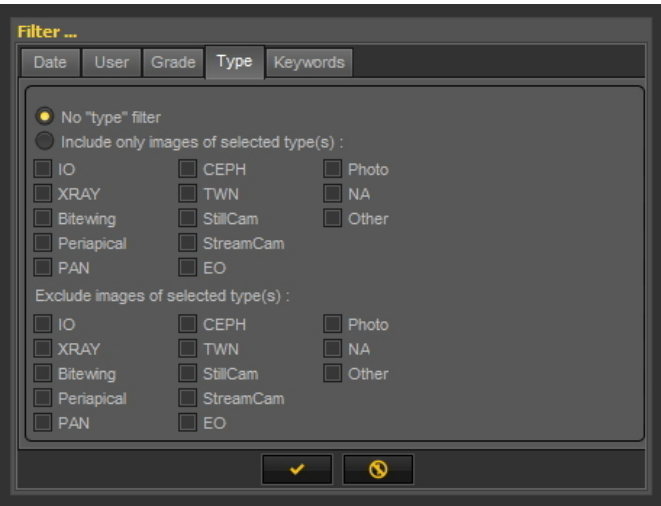 Filter ...
Date User Grade Type Keywords
No "type" filter
Include only images of selected type(s) :
IO CEPH Photo
XRAY TWN NA
Bitewing StillCam Other
Periapical StreamCam
PAN EO
Exclude images of selected type(s) :
IO CEPH Photo
XRAY TWN NA
Bitewing StillCam Other
Periapical StreamCam
PAN EO